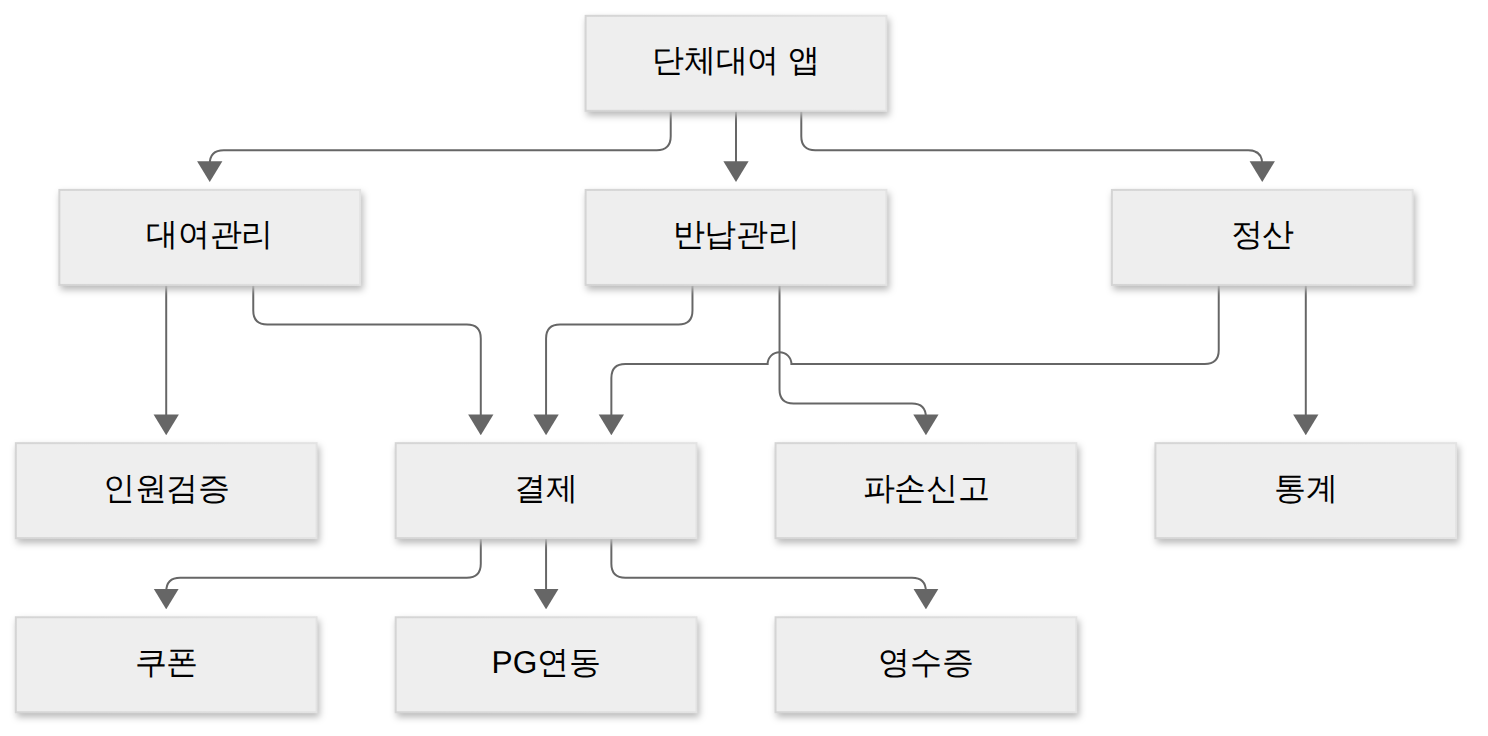 단체대여 앱
대여관리
반납관리
정산
인원검증
결제
파손신고
통계
쿠폰
PG연동
영수증